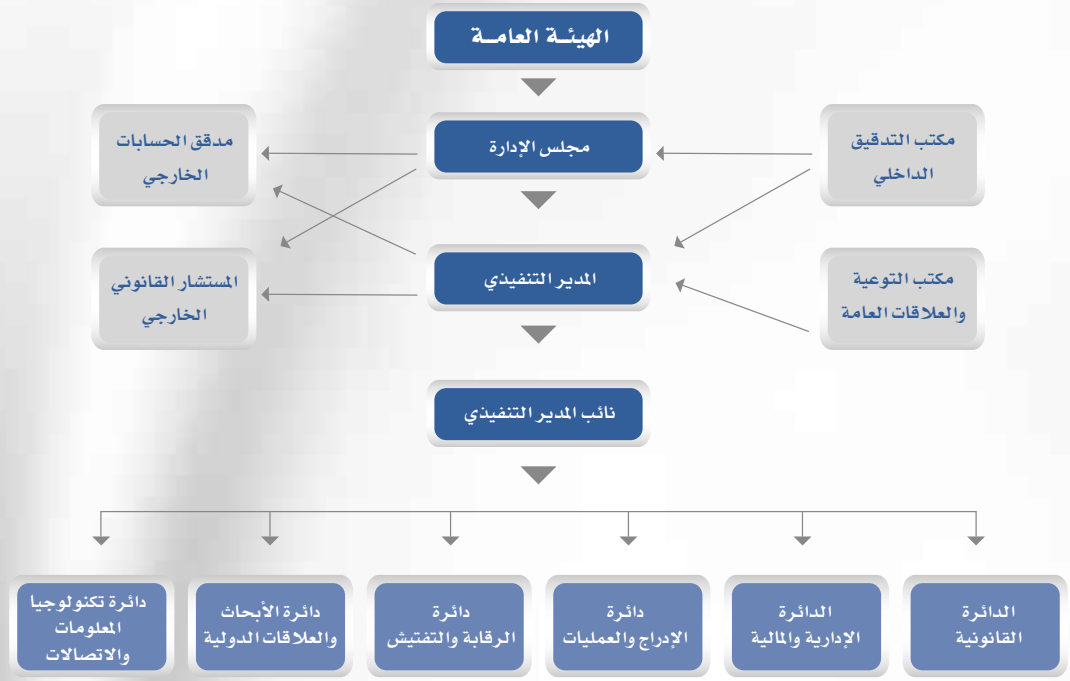 الهيئـة العامـة
مجلس الإدارة
مكتب التدقيق
الداخلي
مدقق الحسابات
الخارجي
المدير التنفيذي
مكتب التوعية
والعلاقات العامة
المستشار القانوني
الخارجي
نائب المدير التنفيذي
الدائرة
القانونية
الدائرة
الإدارية والمالية
دائرة
الإدراج والعمليات
دائرة
الرقابة والتفتيش
دائرة الأبحاث
والعلاقات الدولية
دائرة تكنولوجيا
المعلومات
والاتصالات